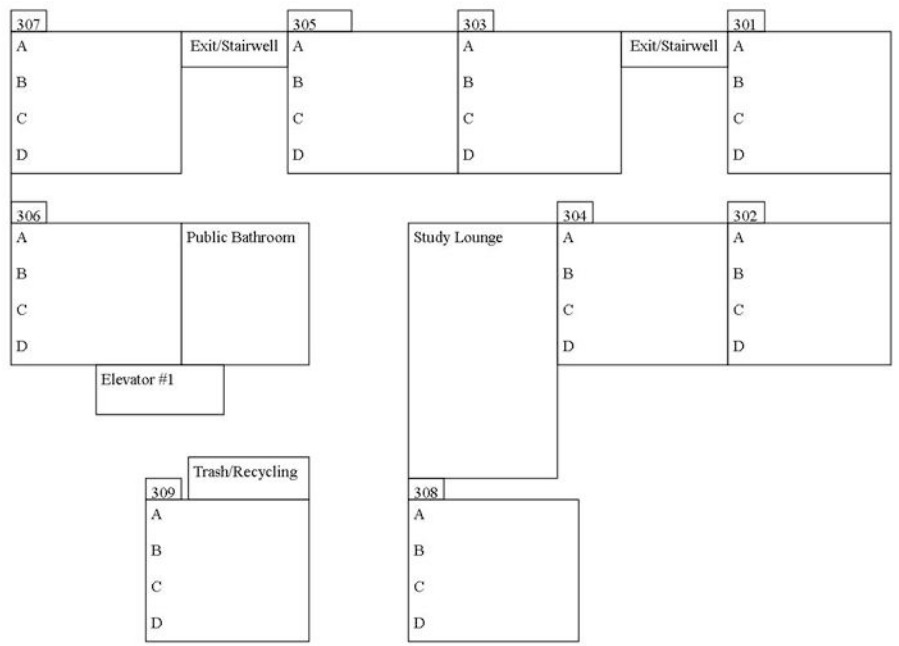 307
305
303
301
A
Exit/Stairwell
A
A
Exit/Stairwell
A
B
B
B
B
C
C
C
C
D
D
D
D
306
304
302
A
Public Bathroom
Study Lounge
A
A
B
B
B
C
C
C
D
D
D
Elevator #1
Trash/Recycling
309
308
A
A
B
B
C
C
D
D